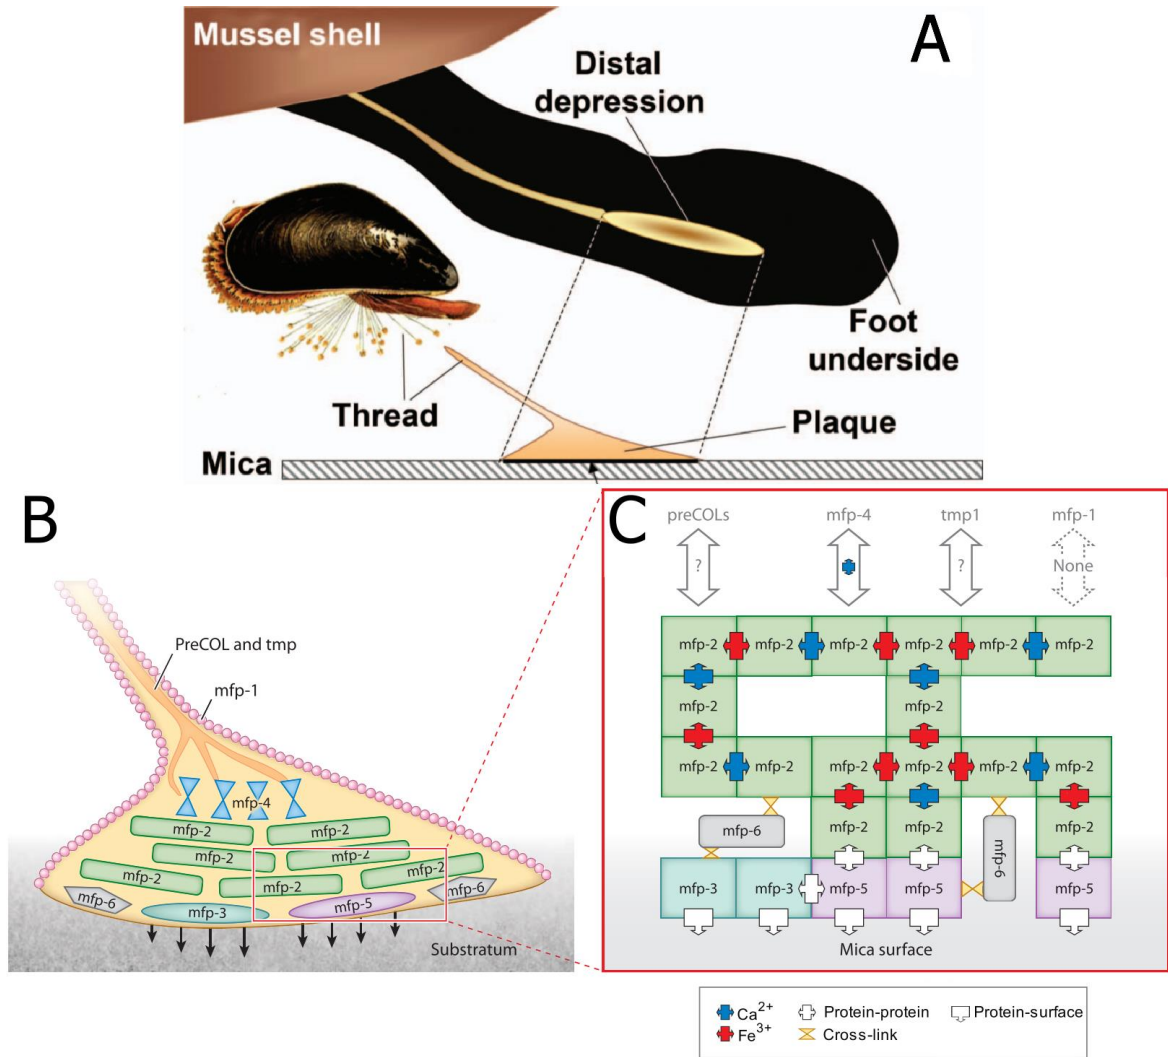 A
Mussel shell
Distal
depression
Foot
underside
Thread
Plaque
Mica
B
PreCOL and tmp
mfp-1
mfp-4
mfp-2
mfp-2
mfp-2
mfp-2
mfp-2
mfp-2
mfp-2
mfp-6
mfp-6
mfp-3
mfp-5
Substratum
C
preCOLs mfp-4 tmp1 mfp-1
? ? None
mfp-2 mfp-2 mfp-2 mfp-2 mfp-2 mfp-2
mfp-2 mfp-2
mfp-2 mfp-2 mfp-2 mfp-2 mfp-2 mfp-2
mfp-6 mfp-2 mfp-2 mfp-6 mfp-2
mfp-3 mfp-3 mfp-5 mfp-5 mfp-5
Mica surface
Ca²⁺ Protein-protein Protein-surface
Fe³⁺ Cross-link